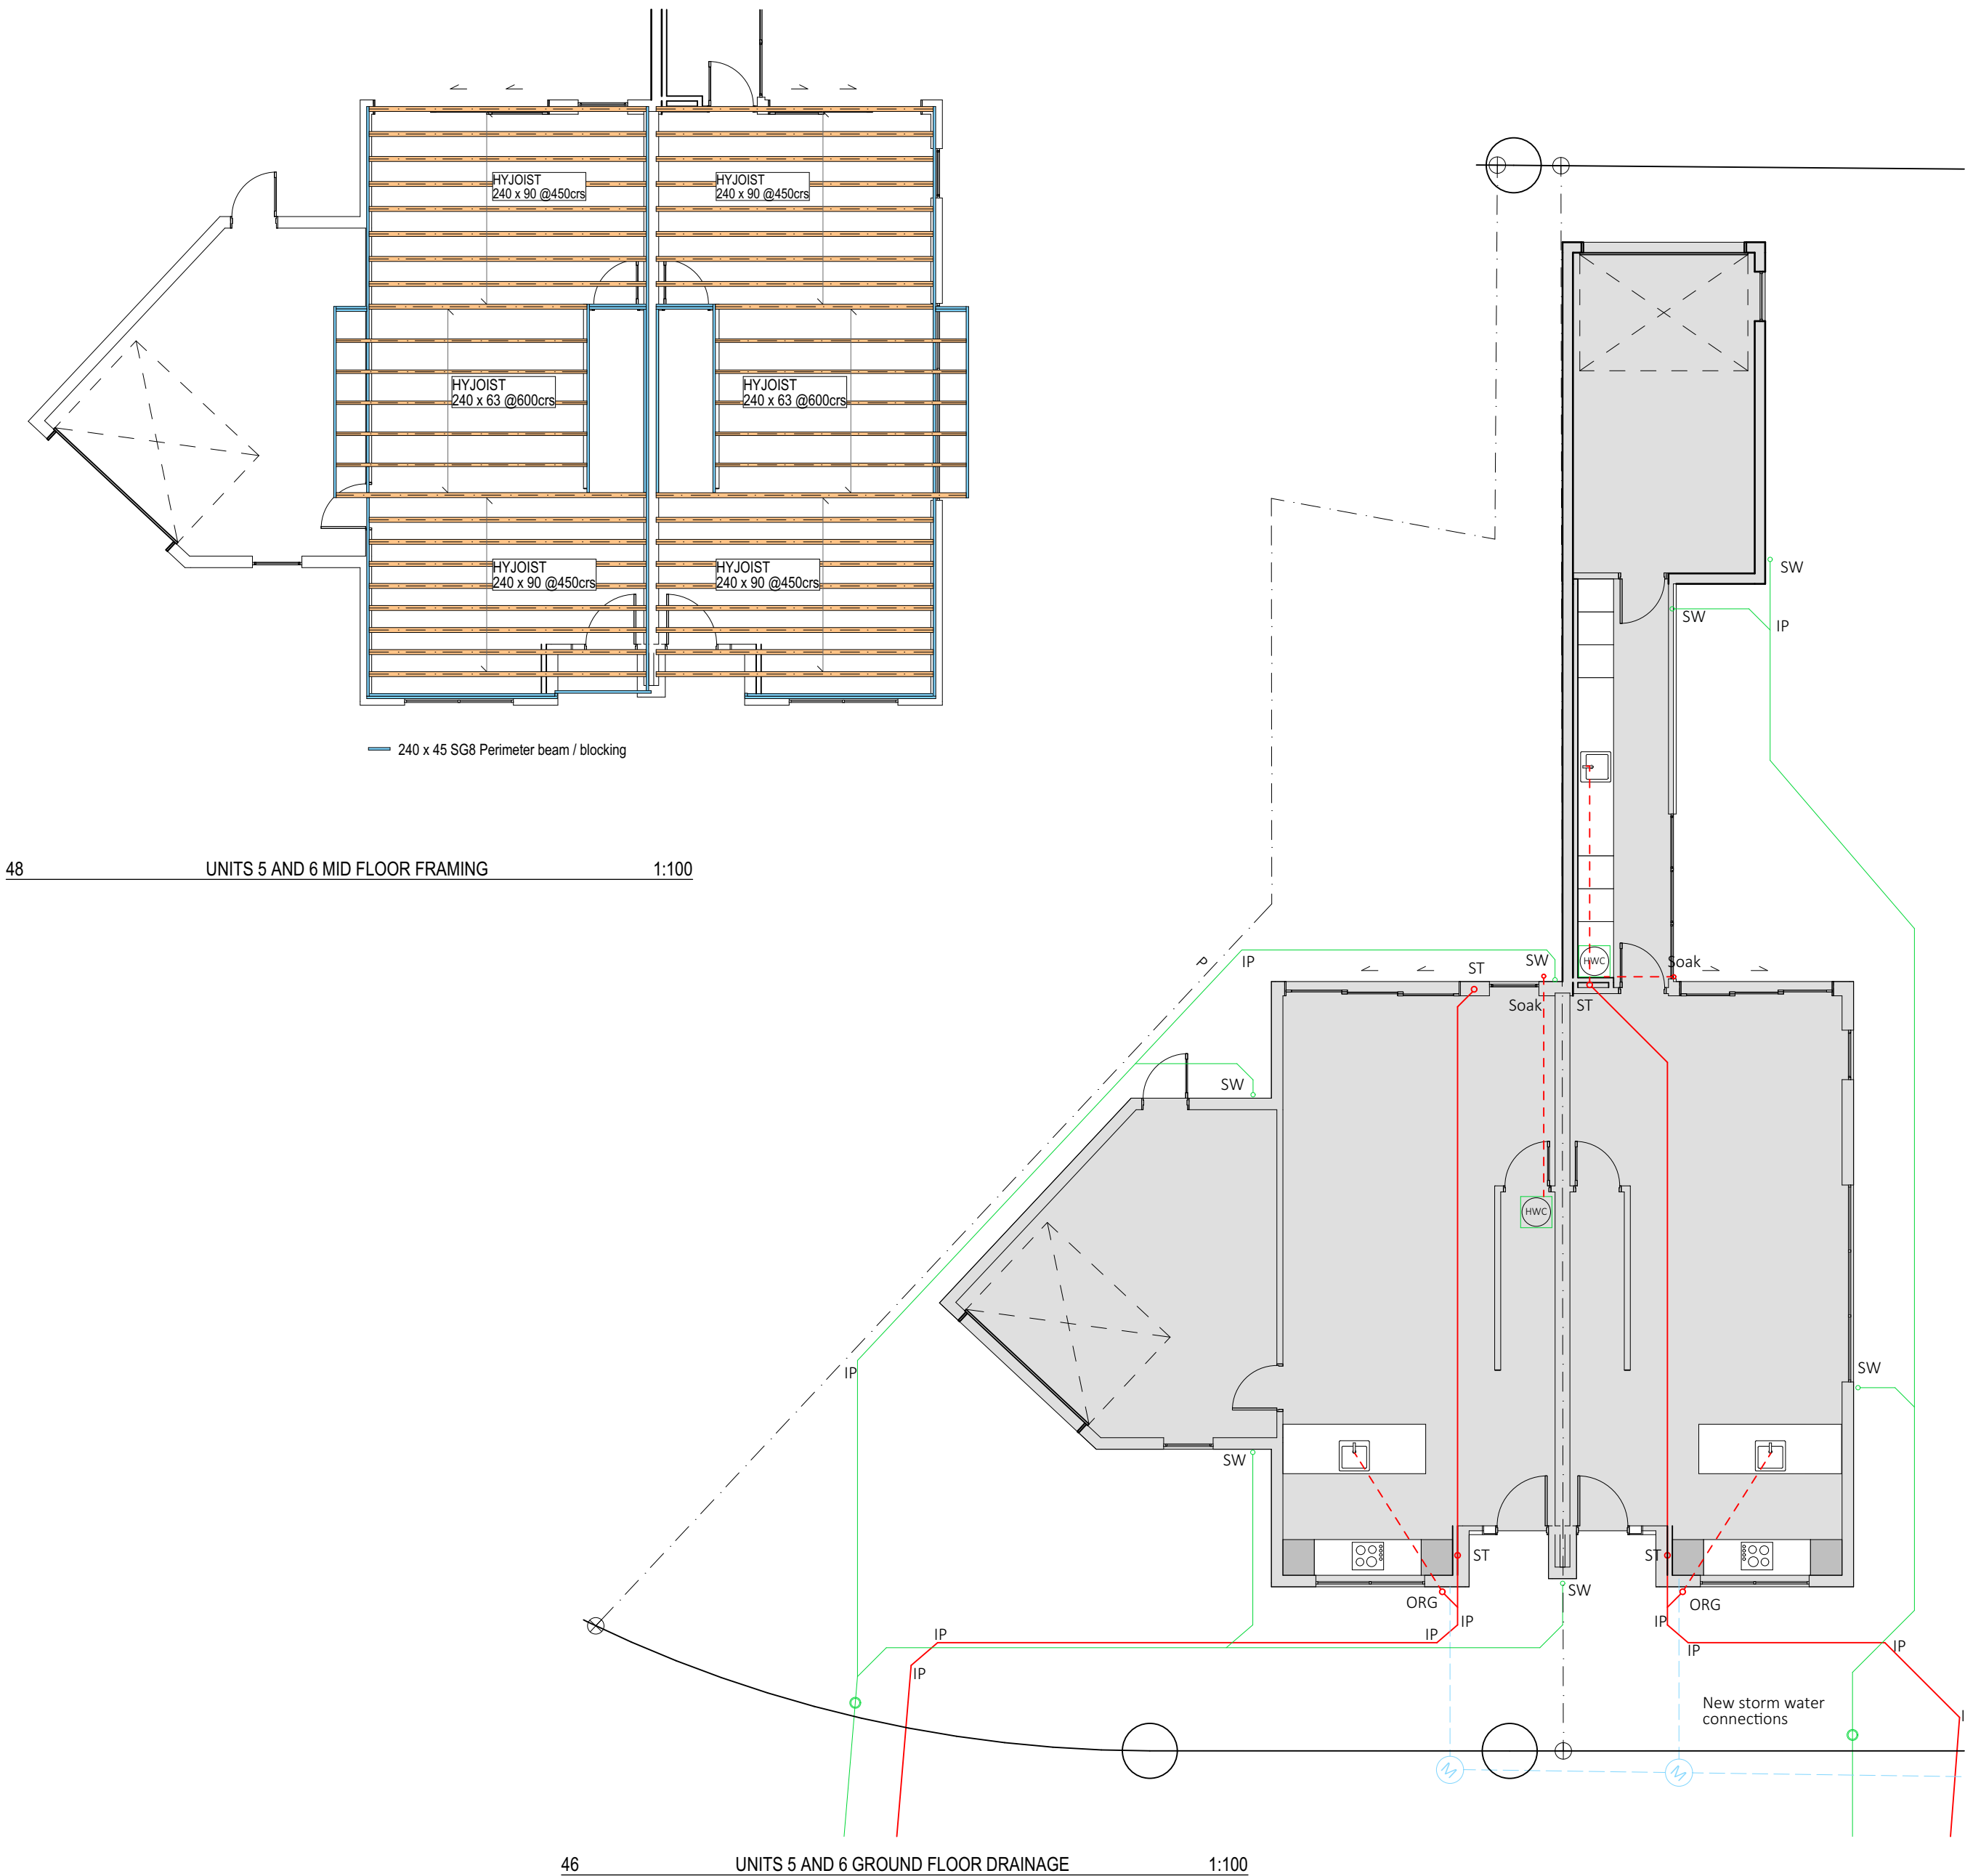 HYJOIST
240 x 90 @450crs
HYJOIST
240 x 90 @450crs
HYJOIST
240 x 63 @600crs
HYJOIST
240 x 63 @600crs
HYJOIST
240 x 90 @450crs
HYJOIST
240 x 90 @450crs
240 x 45 SG8 Perimeter beam / blocking
48 UNITS 5 AND 6 MID FLOOR FRAMING 1:100
SW
SW
IP
P
IP
SW
ST
HWC
Soak
Soak
ST
SW
HWC
IP
SW
SW
ST
ST
SW
ORG
ORG
IP
IP
IP
IP
IP
IP
IP
New storm water
connections
M
M
46 UNITS 5 AND 6 GROUND FLOOR DRAINAGE 1:100